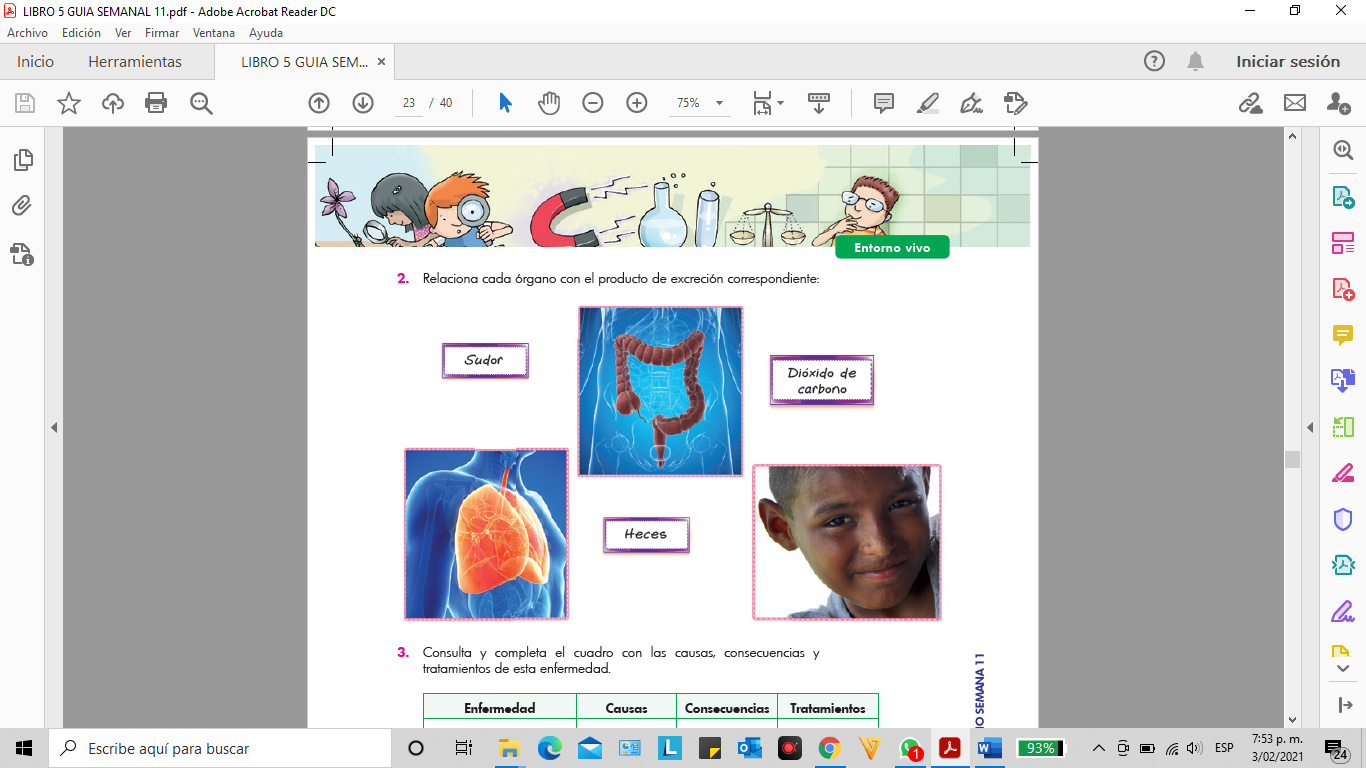 LIBRO 5 GUIA SEMANAL 11.pdf - Adobe Acrobat Reader DC
Archivo Edición Ver Firmar Ventana Ayuda
Inicio Herramientas LIBRO 5 GUIA SEM... × Iniciar sesión
23 / 40 75%
Entorno vivo
2. Relaciona cada órgano con el producto de excreción correspondiente:
Sudor
Dióxido de
carbono
Heces
3. Consulta y completa el cuadro con las causas, consecuencias y
tratamientos de esta enfermedad.
Enfermedad Causas Consecuencias Tratamientos
IO SEMANA 11
Escribe aquí para buscar
1
93%
ESP
7:53 p. m.
3/02/2021
24